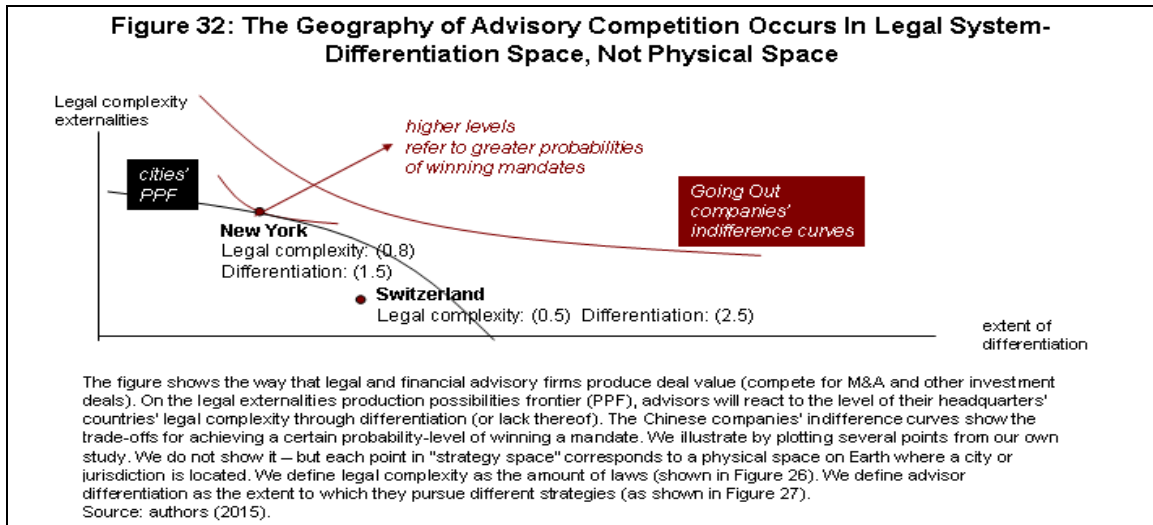 Figure 32: The Geography of Advisory Competition Occurs In Legal System-
Differentiation Space, Not Physical Space
Legal complexity
externalities
higher levels
refer to greater probabilities
of winning mandates
cities'
PPF
Going Out
companies'
indifference curves
New York
Legal complexity: (0.8)
Differentiation: (1.5)
Switzerland
Legal complexity: (0.5) Differentiation: (2.5)
extent of
differentiation
The figure shows the way that legal and financial advisory firms produce deal value (compete for M&A and other investment
deals). On the legal externalities production possibilities frontier (PPF), advisors will react to the level of their headquarters'
countries' legal complexity through differentiation (or lack thereof). The Chinese companies' indifference curves show the
trade-offs for achieving a certain probability-level of winning a mandate. We illustrate by plotting several points from our own
study. We do not show it – but each point in "strategy space" corresponds to a physical space on Earth where a city or
jurisdiction is located. We define legal complexity as the amount of laws (shown in Figure 26). We define advisor
differentiation as the extent to which they pursue different strategies (as shown in Figure 27).
Source: authors (2015).